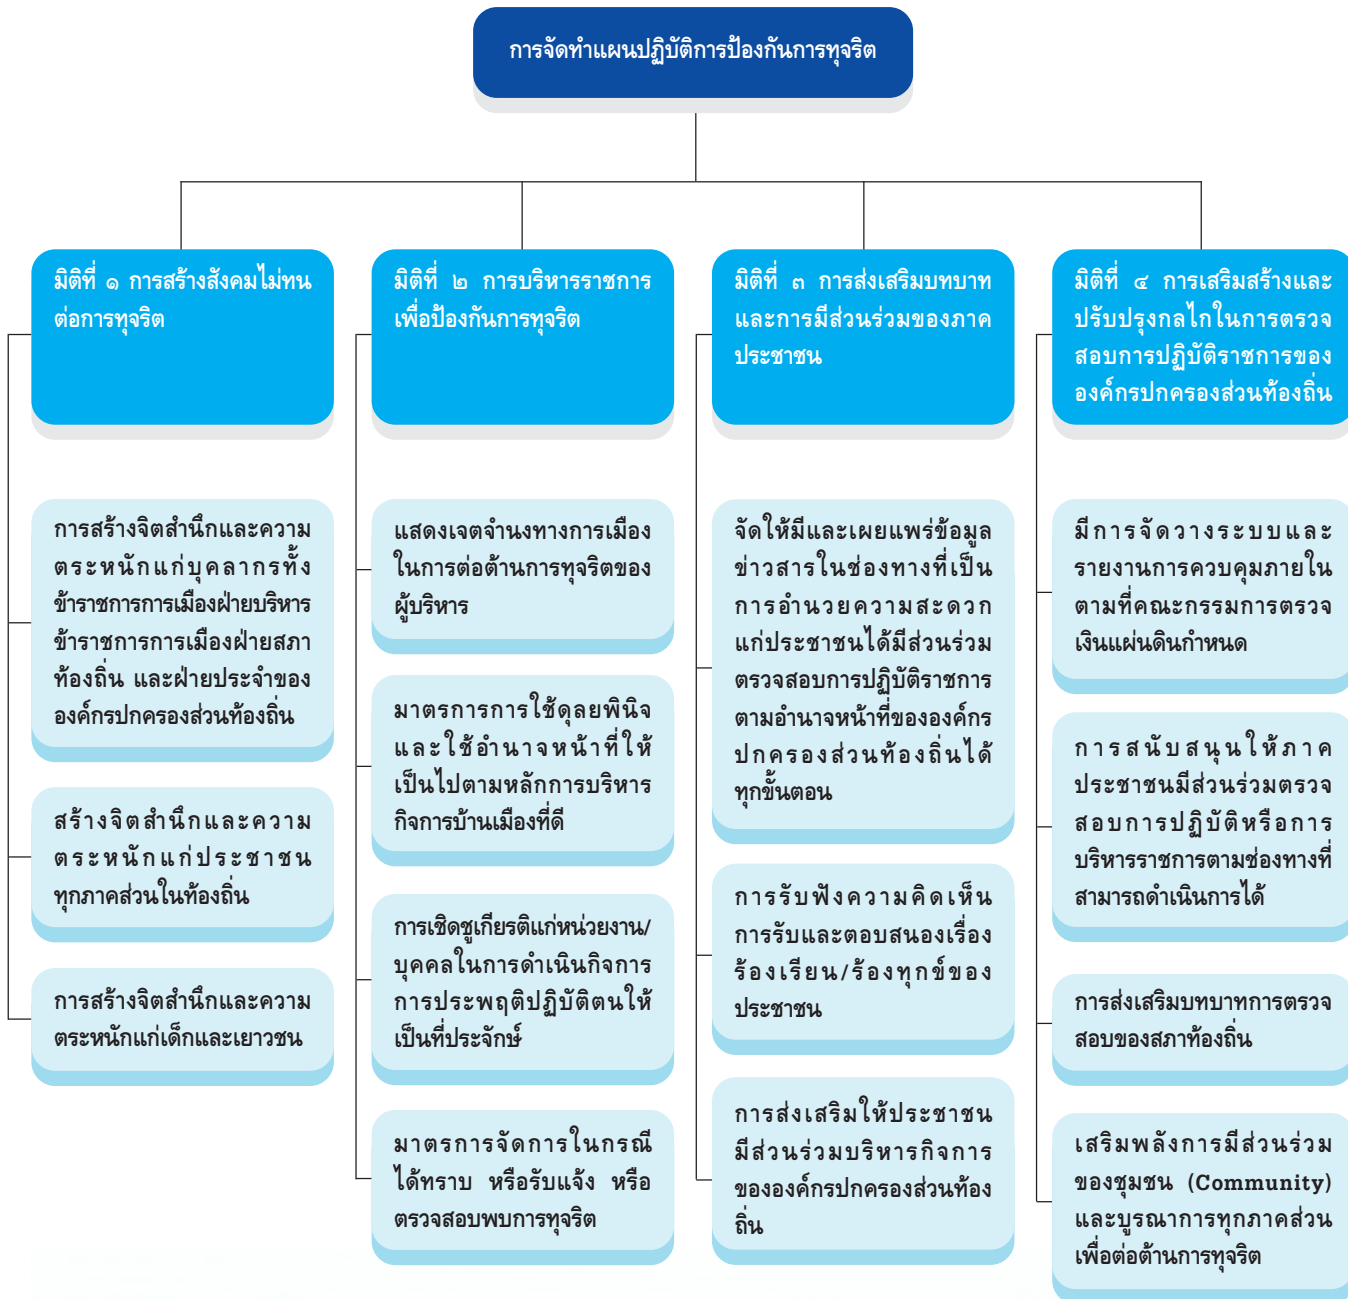 การจัดทำแผนปฏิบัติการป้องกันการทุจริต
มิติที่ ๑ การสร้างสังคมไม่ทน
ต่อการทุจริต
การสร้างจิตสำนึกและความ
ตระหนักแก่บุคลากรทั้ง
ข้าราชการการเมืองฝ่ายบริหาร
ข้าราชการการเมืองฝ่ายสภา
ท้องถิ่น และฝ่ายประจำของ
องค์กรปกครองส่วนท้องถิ่น
สร้างจิตสำนึกและความ
ตระหนักแก่ประชาชน
ทุกภาคส่วนในท้องถิ่น
การสร้างจิตสำนึกและความ
ตระหนักแก่เด็กและเยาวชน
มิติที่ ๒ การบริหารราชการ
เพื่อป้องกันการทุจริต
แสดงเจตจำนงทางการเมือง
ในการต่อต้านการทุจริตของ
ผู้บริหาร
มาตรการการใช้ดุลยพินิจ
และใช้อำนาจหน้าที่ให้
เป็นไปตามหลักการบริหาร
กิจการบ้านเมืองที่ดี
การเชิดชูเกียรติแก่หน่วยงาน/
บุคคลในการดำเนินกิจการ
การประพฤติปฏิบัติตนให้
เป็นที่ประจักษ์
มาตรการจัดการในกรณี
ได้ทราบ หรือรับแจ้ง หรือ
ตรวจสอบพบการทุจริต
มิติที่ ๓ การส่งเสริมบทบาท
และการมีส่วนร่วมของภาค
ประชาชน
จัดให้มีและเผยแพร่ข้อมูล
ข่าวสารในช่องทางที่เป็น
การอำนวยความสะดวก
แก่ประชาชนได้มีส่วนร่วม
ตรวจสอบการปฏิบัติราชการ
ตามอำนาจหน้าที่ขององค์กร
ปกครองส่วนท้องถิ่นได้
ทุกขั้นตอน
การรับฟังความคิดเห็น
การรับและตอบสนองเรื่อง
ร้องเรียน/ร้องทุกข์ของ
ประชาชน
การส่งเสริมให้ประชาชน
มีส่วนร่วมบริหารกิจการ
ขององค์กรปกครองส่วนท้อง
ถิ่น
มิติที่ ๔ การเสริมสร้างและ
ปรับปรุงกลไกในการตรวจ
สอบการปฏิบัติราชการของ
องค์กรปกครองส่วนท้องถิ่น
มีการจัดวางระบบและ
รายงานการควบคุมภายใน
ตามที่คณะกรรมการตรวจ
เงินแผ่นดินกำหนด
การสนับสนุนให้ภาค
ประชาชนมีส่วนร่วมตรวจ
สอบการปฏิบัติหรือการ
บริหารราชการตามช่องทางที่
สามารถดำเนินการได้
การส่งเสริมบทบาทการตรวจ
สอบของสภาท้องถิ่น
เสริมพลังการมีส่วนร่วม
ของชุมชน (Community)
และบูรณาการทุกภาคส่วน
เพื่อต่อต้านการทุจริต